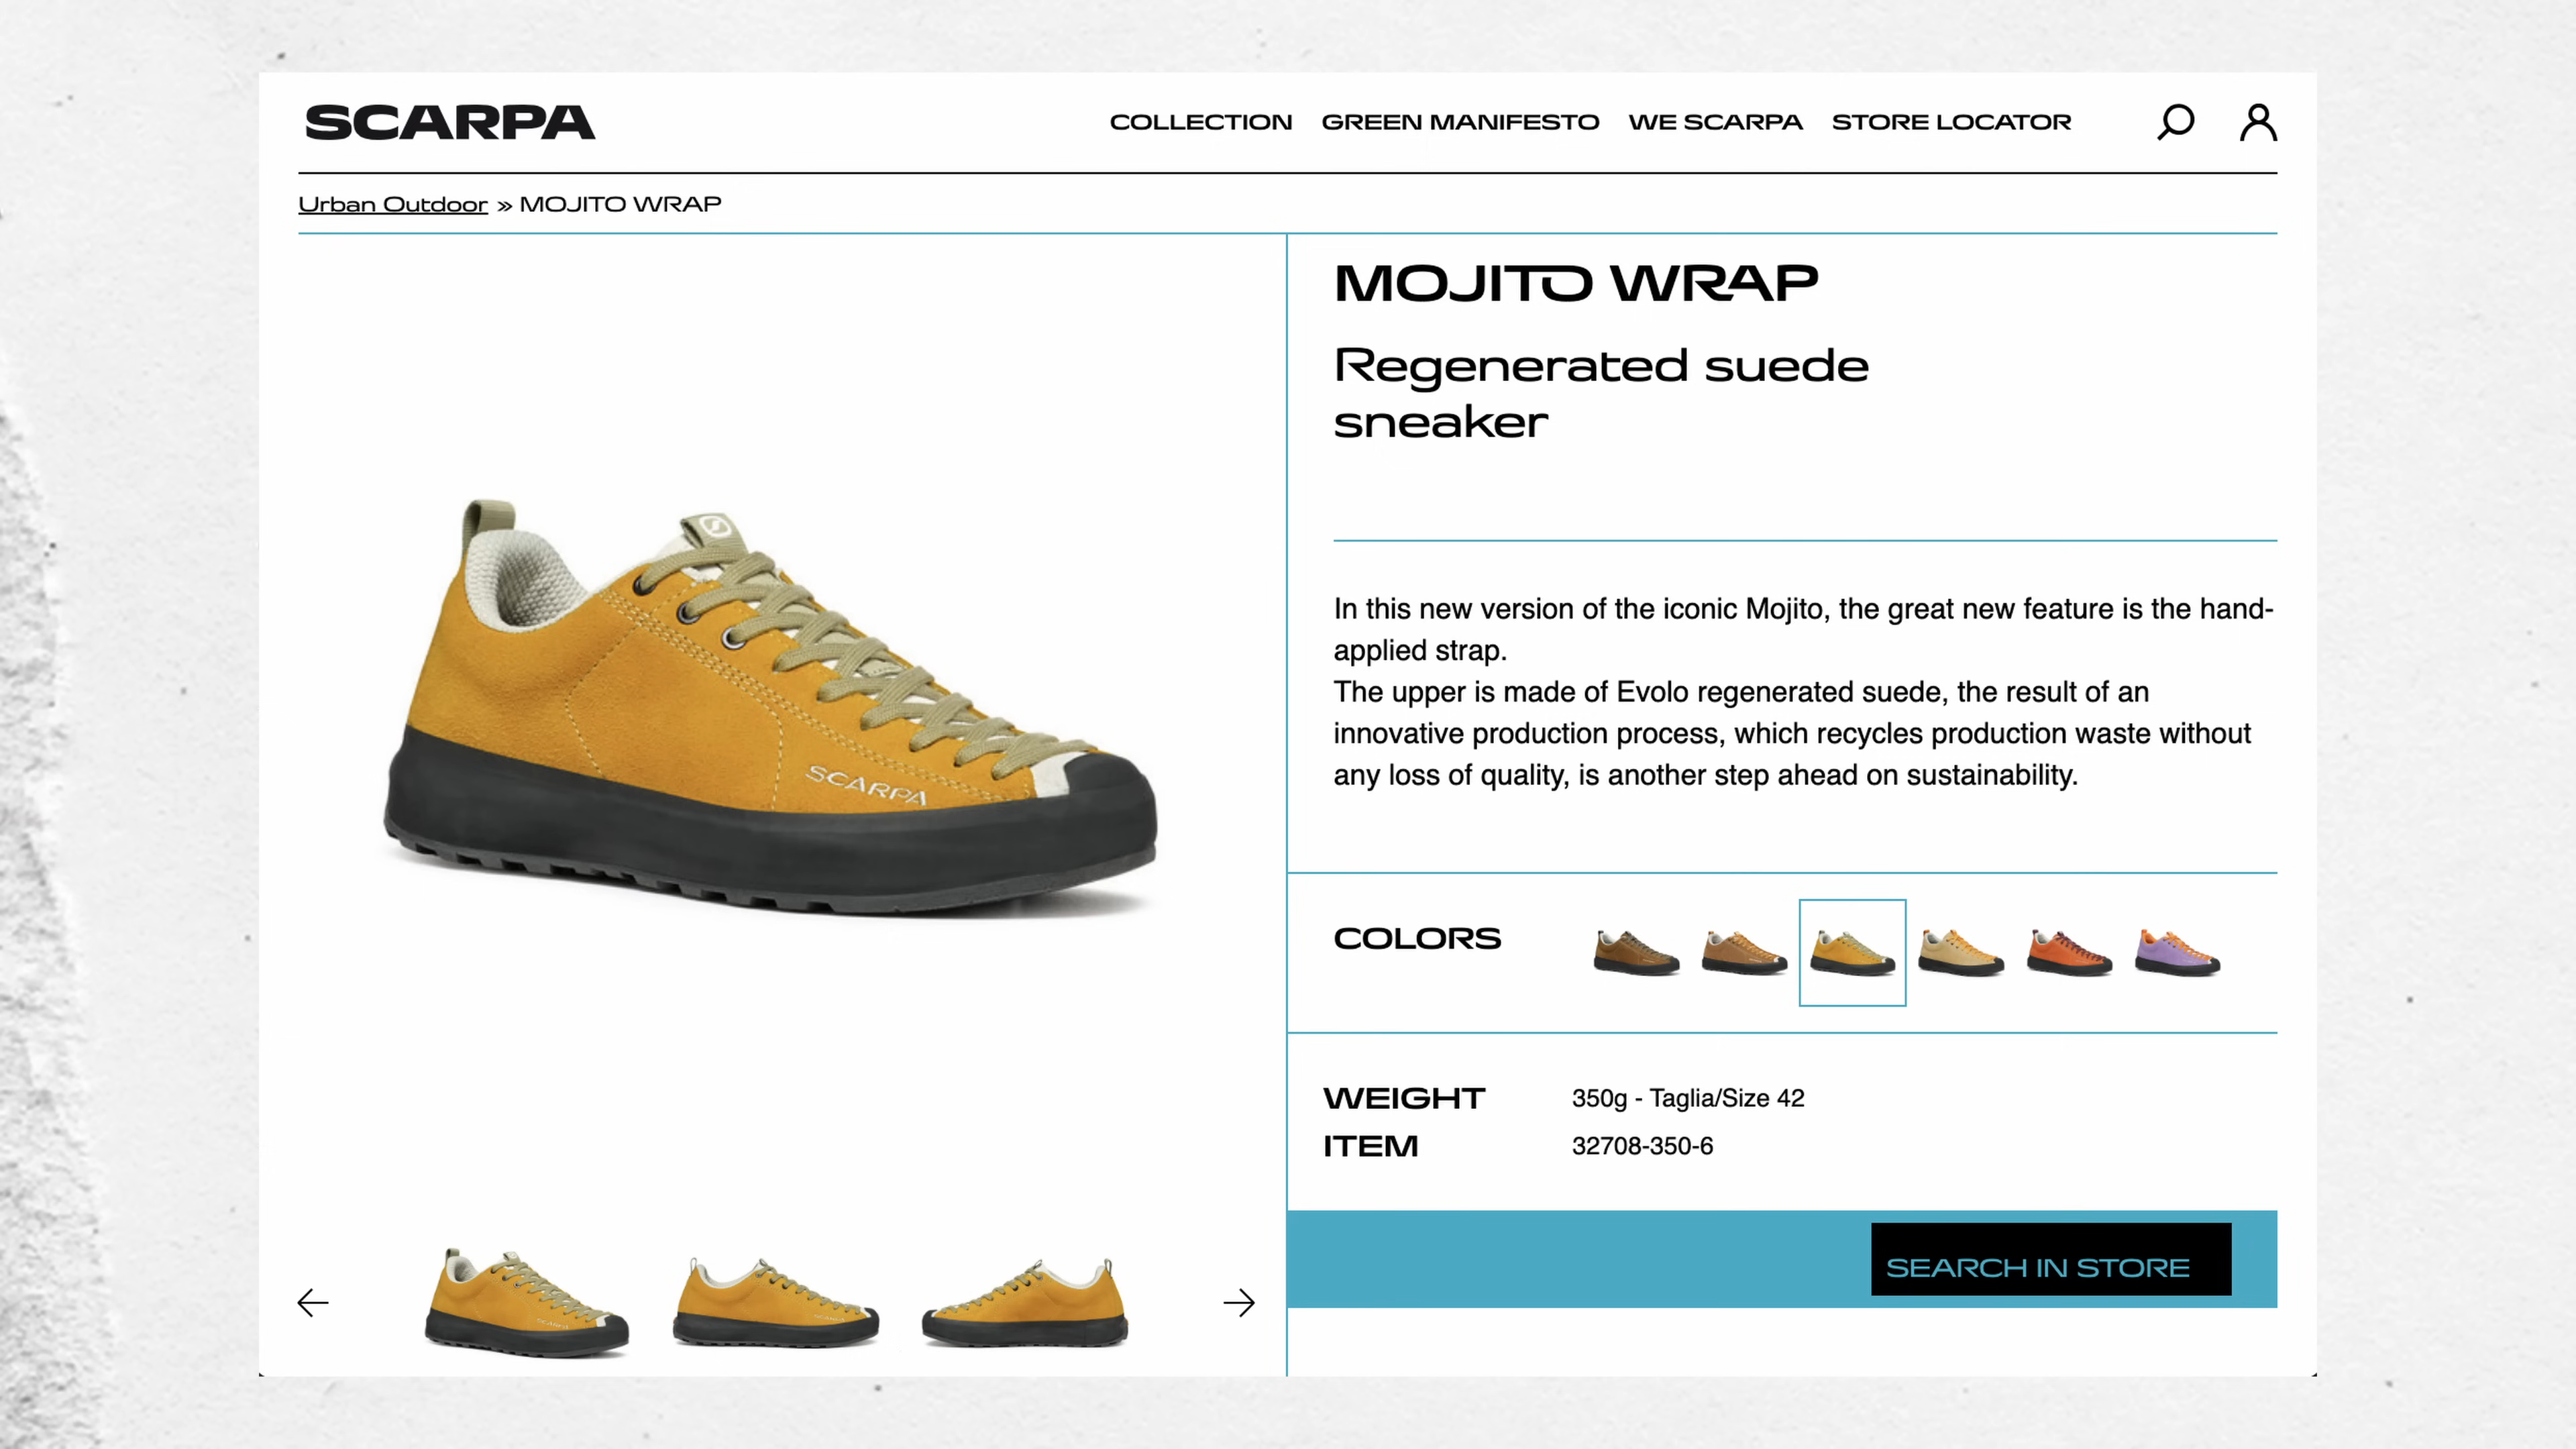 SCARPA
COLLECTION GREEN MANIFESTO WE SCARPA STORE LOCATOR
Urban Outdoor » MOJITO WRAP
MOJITO WRAP
Regenerated suede
sneaker
SCARPA
In this new version of the iconic Mojito, the great new feature is the hand-
applied strap.
The upper is made of Evolo regenerated suede, the result of an
innovative production process, which recycles production waste without
any loss of quality, is another step ahead on sustainability.
COLORS
WEIGHT 350g - Taglia/Size 42
ITEM 32708-350-6
SEARCH IN STORE
SCARPA
SCARPA